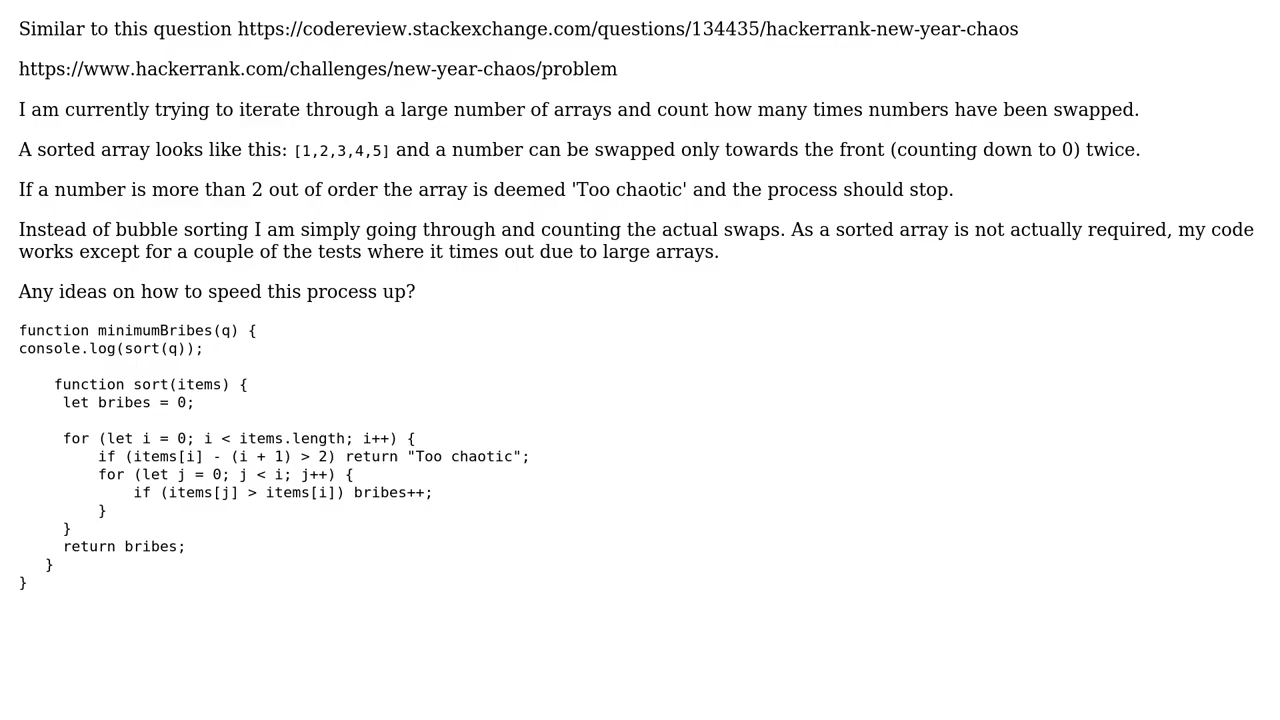 Similar to this question https://codereview.stackexchange.com/questions/134435/hackerrank-new-year-chaos
https://www.hackerrank.com/challenges/new-year-chaos/problem
I am currently trying to iterate through a large number of arrays and count how many times numbers have been swapped.
A sorted array looks like this: [1,2,3,4,5] and a number can be swapped only towards the front (counting down to 0) twice.
If a number is more than 2 out of order the array is deemed 'Too chaotic' and the process should stop.
Instead of bubble sorting I am simply going through and counting the actual swaps. As a sorted array is not actually required, my code
works except for a couple of the tests where it times out due to large arrays.
Any ideas on how to speed this process up?
function minimumBribes(q) {
console.log(sort(q));
    function sort(items) {
     let bribes = 0;
     for (let i = 0; i < items.length; i++) {
         if (items[i] - (i + 1) > 2) return "Too chaotic";
         for (let j = 0; j < i; j++) {
             if (items[j] > items[i]) bribes++;
         }
     }
     return bribes;
   }
}